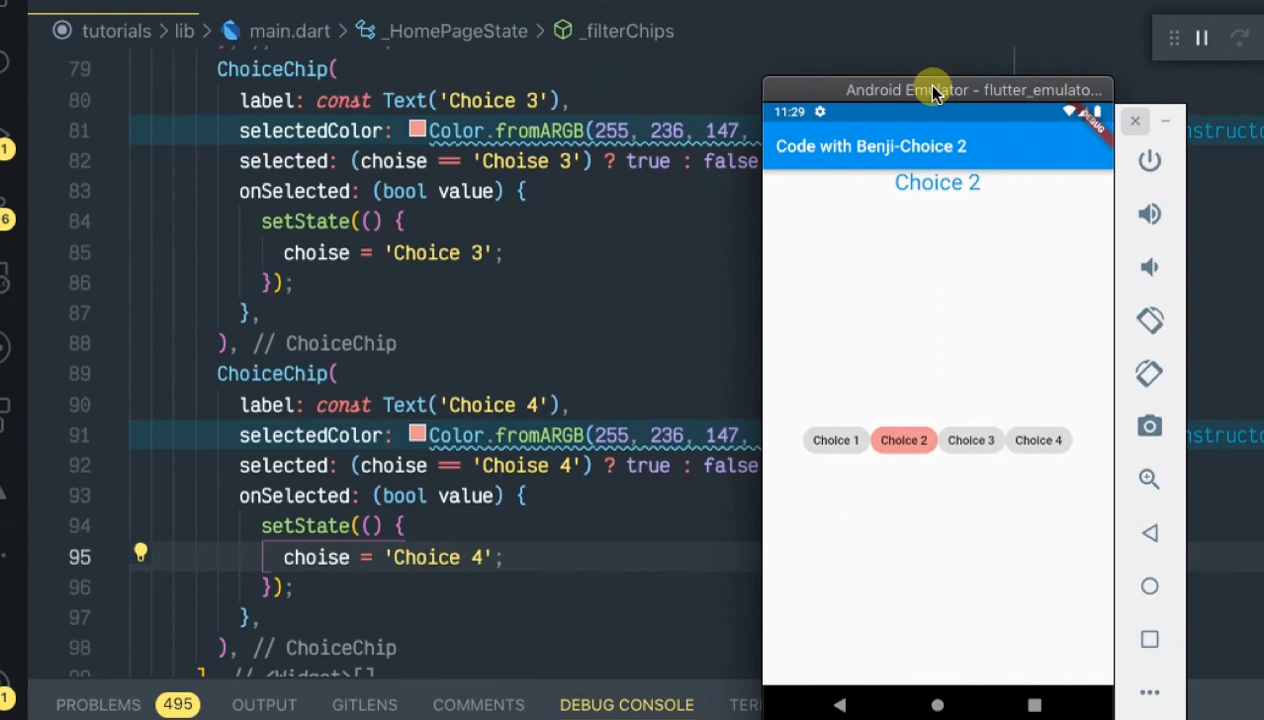 tutorials > lib > main.dart > _HomePageState > _filterChips
79 ChoiceChip(
80 label: const Text('Choice 3'),
81 selectedColor: Color.fromARGB(255, 236, 147,
82 selected: (choise == 'Choise 3') ? true : false
83 onSelected: (bool value) {
84 setState(() {
85 choise = 'Choice 3';
86 });
87 },
88 ), // ChoiceChip
89 ChoiceChip(
90 label: const Text('Choice 4'),
91 selectedColor: Color.fromARGB(255, 236, 147,
92 selected: (choise == 'Choise 4') ? true : false
93 onSelected: (bool value) {
94 setState(() {
95 choise = 'Choice 4';
96 });
97 },
98 ), // ChoiceChip
] // <Widget>[]
PROBLEMS 495 OUTPUT GITLENS COMMENTS DEBUG CONSOLE
Android Emulator - flutter_emulato...
11:29
DEBUG
Code with Benji-Choice 2
Choice 2
Choice 1 Choice 2 Choice 3 Choice 4
1
6
1